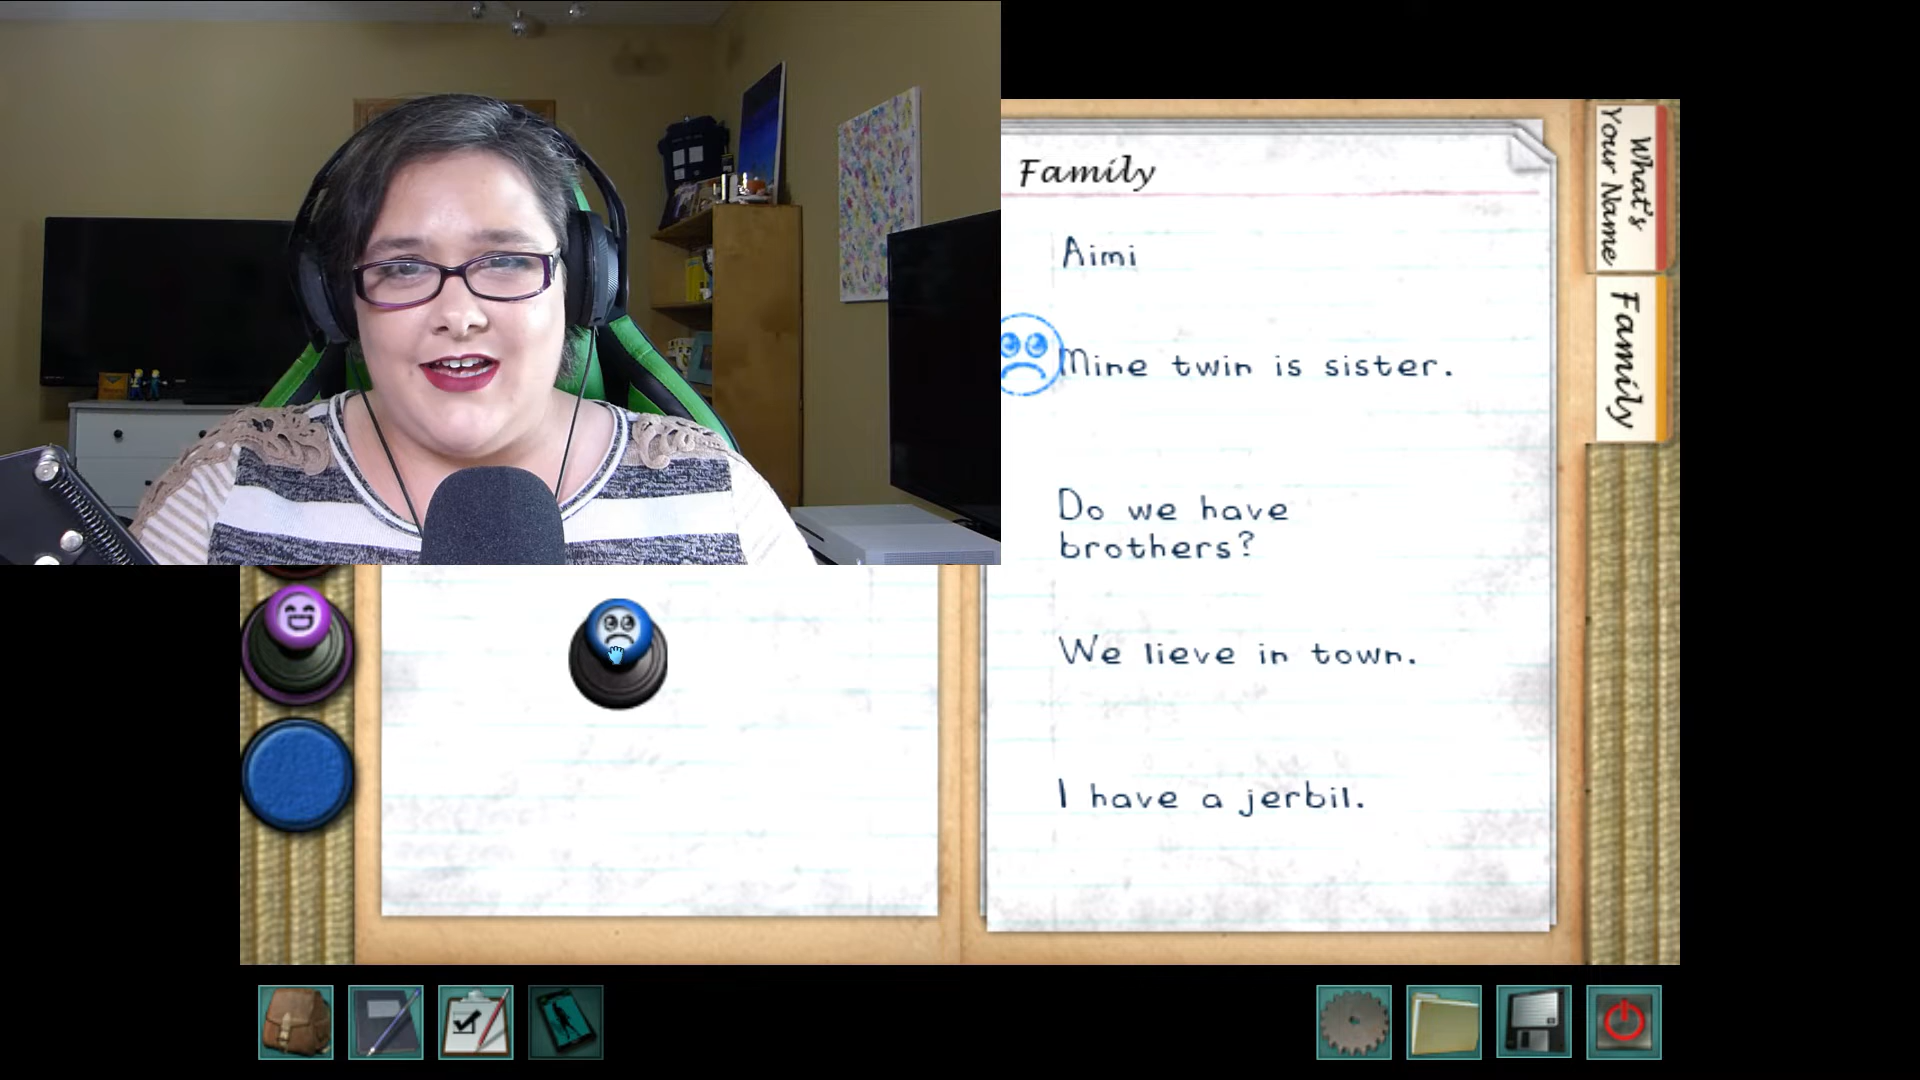 Family
Aimi
Mine twin is sister.
Do we have
brothers?
We lieve in town.
I have a jerbil.
What's
Your Name
Family